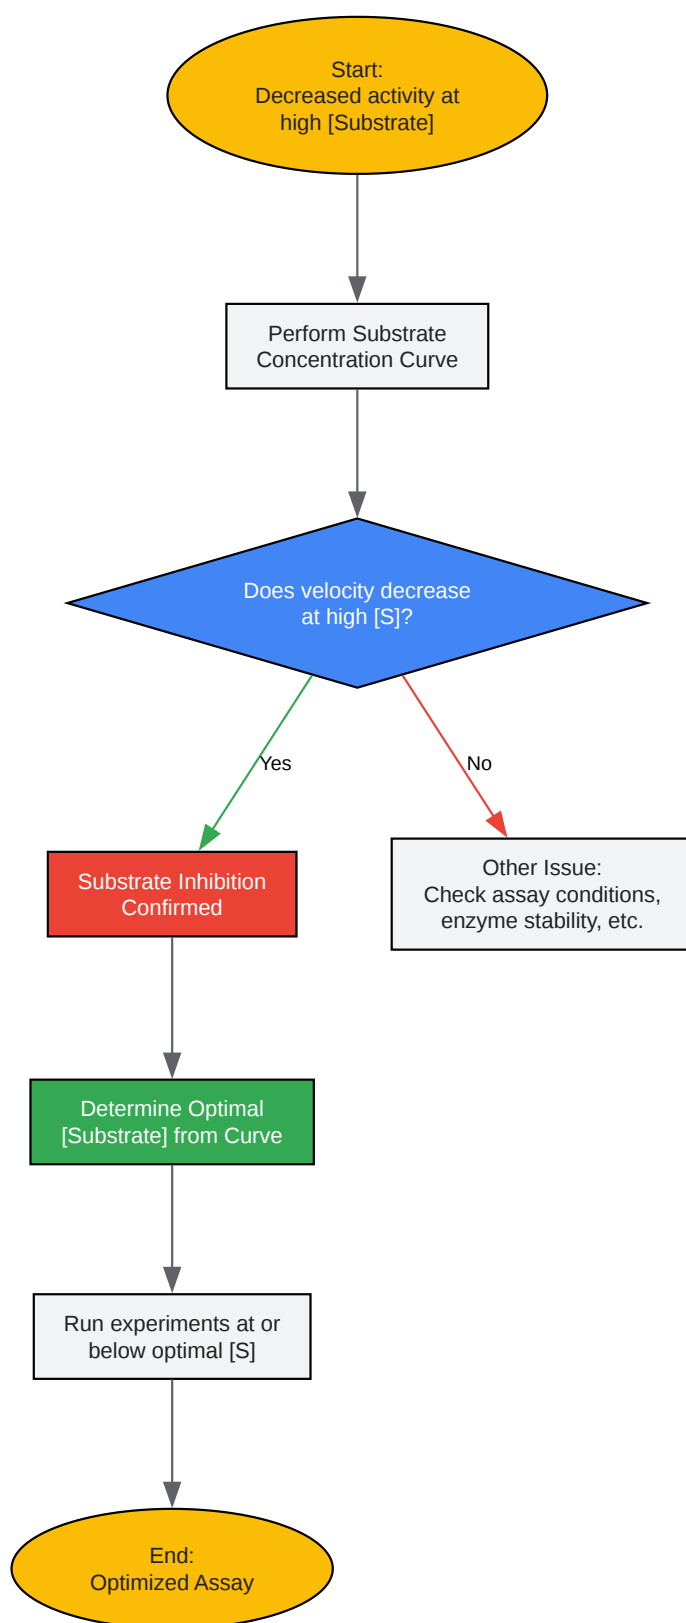 Start:
Decreased activity at
high [Substrate]
Perform Substrate
Concentration Curve
Does velocity decrease
at high [S]?
Yes
No
Substrate Inhibition
Confirmed
Other Issue:
Check assay conditions,
enzyme stability, etc.
Determine Optimal
[Substrate] from Curve
Run experiments at or
below optimal [S]
End:
Optimized Assay